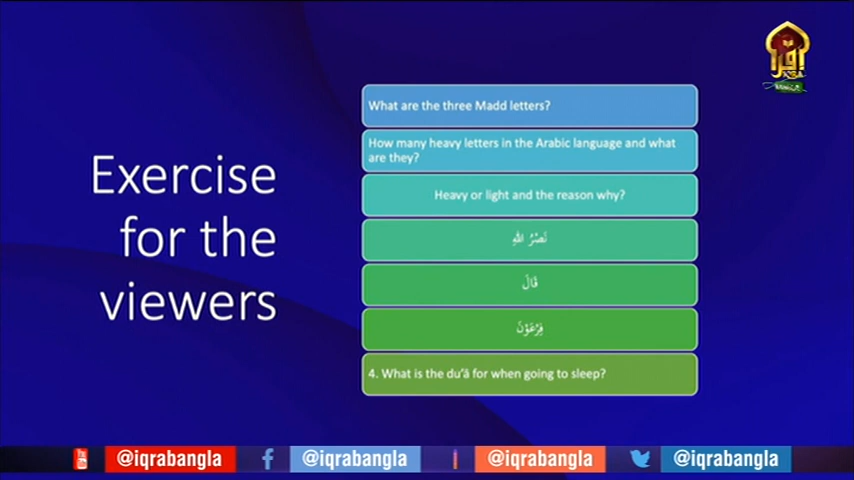 Exercise
for the
viewers
What are the three Madd letters?
How many heavy letters in the Arabic language and what
are they?
Heavy or light and the reason why?
نَصْرُ اللهِ
قَالَ
فِرْعَوْنَ
4. What is the du'ā for when going to sleep?
اقرأ
@iqrabangla
@iqrabangla
@iqrabangla
@iqrabangla